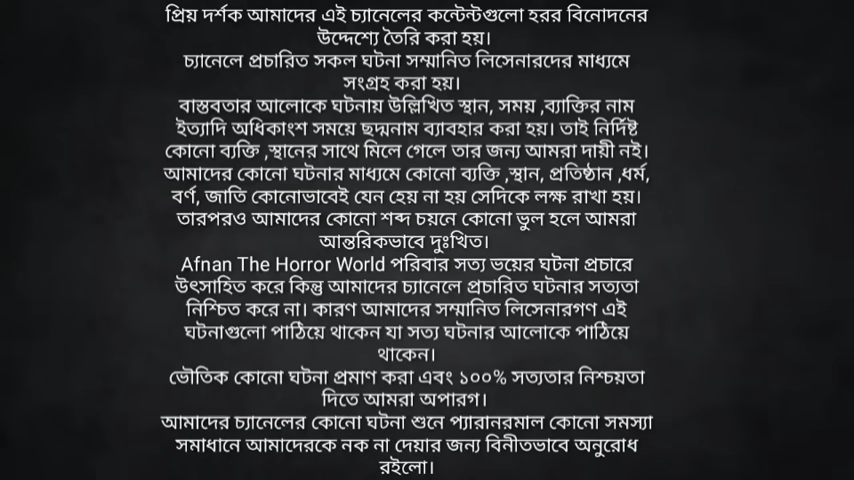 প্রিয় দর্শক আমাদের এই চ্যানেলের কন্টেন্টগুলো হরর বিনোদনের
উদ্দেশ্যে তৈরি করা হয়।
চ্যানেলে প্রচারিত সকল ঘটনা সম্মানিত লিসেনারদের মাধ্যমে
সংগ্রহ করা হয়।
বাস্তবতার আলোকে ঘটনায় উল্লিখিত স্থান, সময় ,ব্যাক্তির নাম
ইত্যাদি অধিকাংশ সময়ে ছদ্মনাম ব্যাবহার করা হয়। তাই নির্দিষ্ট
কোনো ব্যক্তি ,স্থানের সাথে মিলে গেলে তার জন্য আমরা দায়ী নই।
আমাদের কোনো ঘটনার মাধ্যমে কোনো ব্যক্তি ,স্থান, প্রতিষ্ঠান ,ধর্ম,
বর্ণ, জাতি কোনোভাবেই যেন হেয় না হয় সেদিকে লক্ষ রাখা হয়।
তারপরও আমাদের কোনো শব্দ চয়নে কোনো ভুল হলে আমরা
আন্তরিকভাবে দুঃখিত।
Afnan The Horror World পরিবার সত্য ভয়ের ঘটনা প্রচারে
উৎসাহিত করে কিন্তু আমাদের চ্যানেলে প্রচারিত ঘটনার সত্যতা
নিশ্চিত করে না। কারণ আমাদের সম্মানিত লিসেনারগণ এই
ঘটনাগুলো পাঠিয়ে থাকেন যা সত্য ঘটনার আলোকে পাঠিয়ে
থাকেন।
ভৌতিক কোনো ঘটনা প্রমাণ করা এবং ১০০% সত্যতার নিশ্চয়তা
দিতে আমরা অপারগ।
আমাদের চ্যানেলের কোনো ঘটনা শুনে প্যারানরমাল কোনো সমস্যা
সমাধানে আমাদেরকে নক না দেয়ার জন্য বিনীতভাবে অনুরোধ
রইলো।